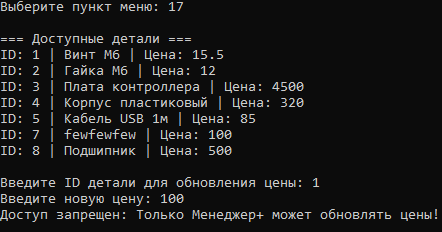 Выберите пункт меню: 17
=== Доступные детали ===
ID: 1 | Винт М6 | Цена: 15.5
ID: 2 | Гайка М6 | Цена: 12
ID: 3 | Плата контроллера | Цена: 4500
ID: 4 | Корпус пластиковый | Цена: 320
ID: 5 | Кабель USB 1м | Цена: 85
ID: 7 | fewfewfew | Цена: 100
ID: 8 | Подшипник | Цена: 500
Введите ID детали для обновления цены: 1
Введите новую цену: 100
Доступ запрещен: Только Менеджер+ может обновлять цены!